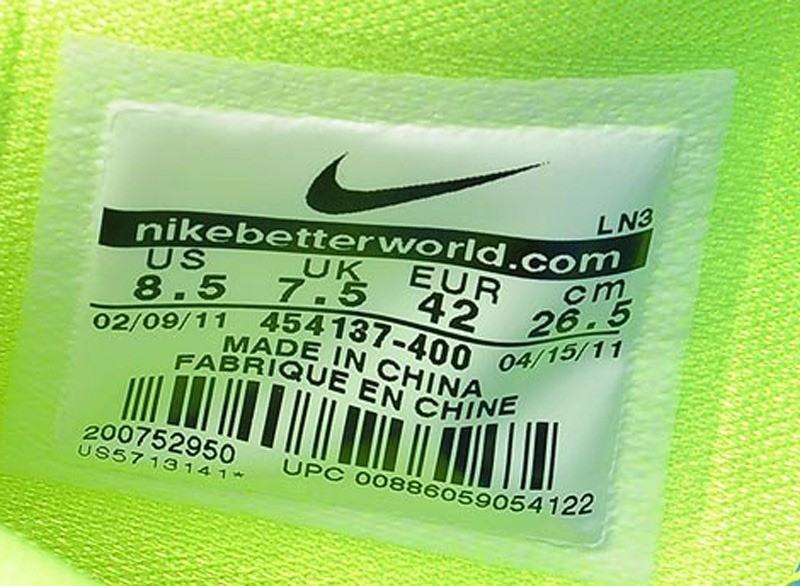 LN3
nikebetterworld.com
US UK EUR cm
8.5 7.5 42 26.5
02/09/11 454137-400 04/15/11
MADE IN CHINA
FABRIQUE EN CHINE
200752950
US5713141* UPC 00886059054122